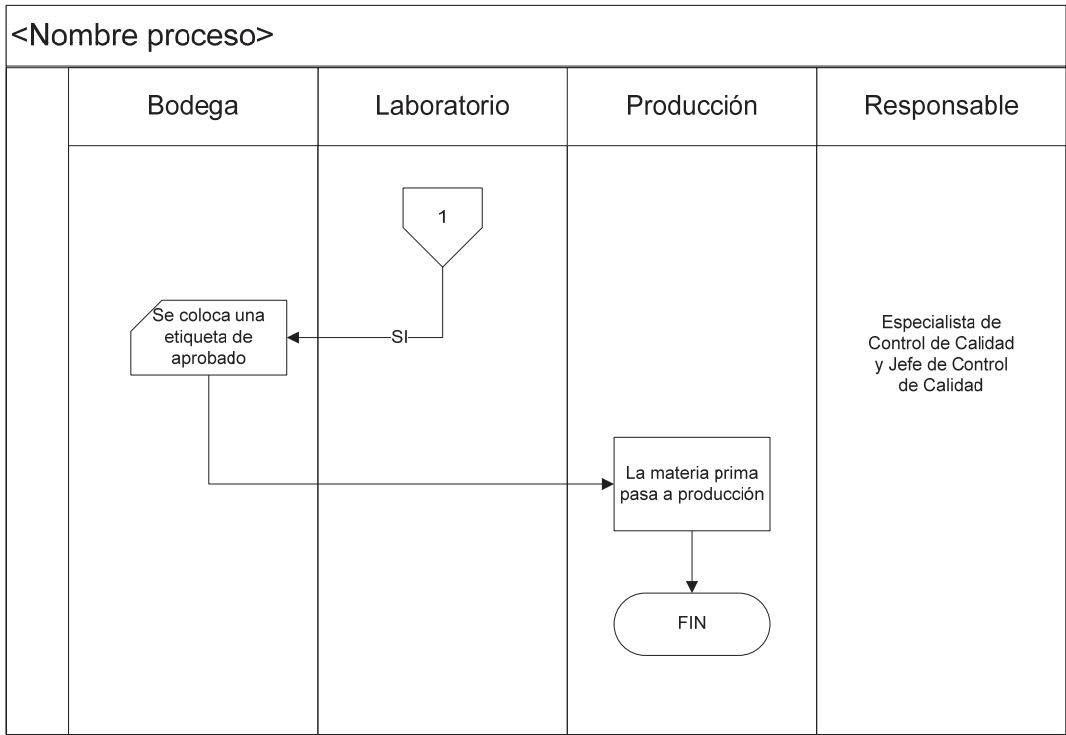 <Nombre proceso>
Bodega
Laboratorio
Producción
Responsable
1
Se coloca una
etiqueta de
aprobado
SI
Especialista de
Control de Calidad
y Jefe de Control
de Calidad
La materia prima
pasa a producción
FIN